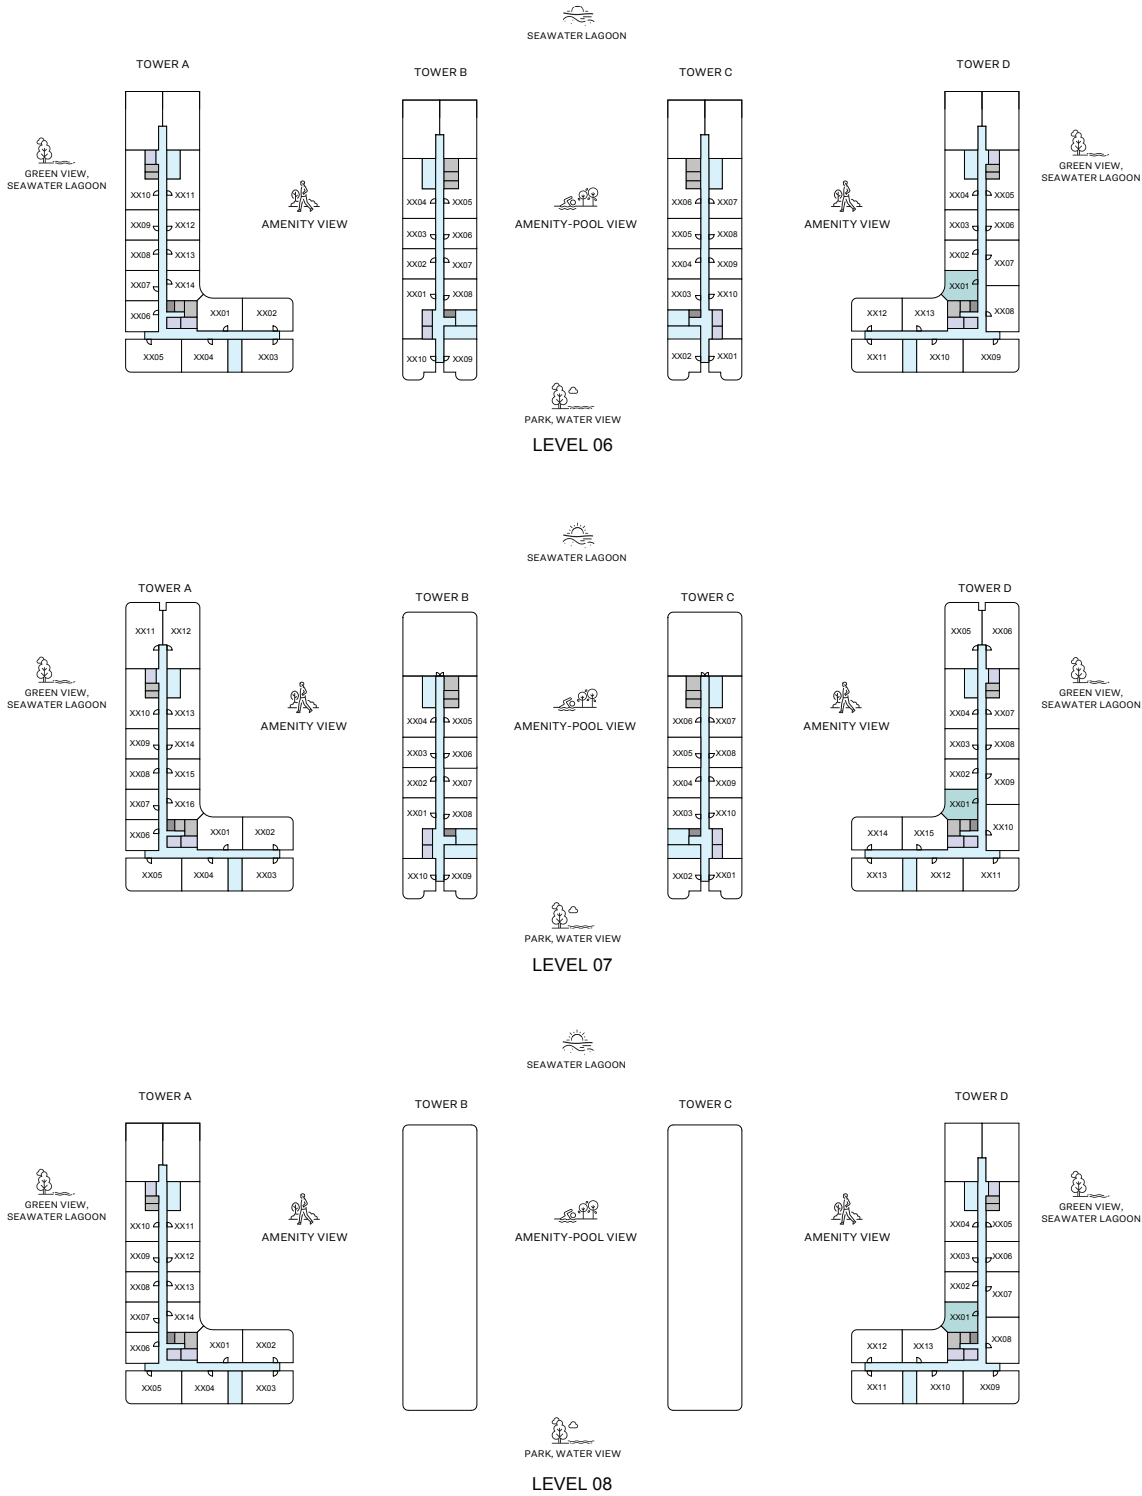 SEAWATER LAGOON
TOWER A
TOWER B
TOWER C
TOWER D
GREEN VIEW,
SEAWATER LAGOON
AMENITY VIEW
AMENITY-POOL VIEW
AMENITY VIEW
GREEN VIEW,
SEAWATER LAGOON
XX10 XX11
XX09 XX12
XX08 XX13
XX07 XX14
XX06 XX01 XX02
XX05 XX04 XX03
XX04 XX05
XX03 XX06
XX02 XX07
XX01 XX08
XX10 XX09
XX06 XX07
XX05 XX08
XX04 XX09
XX03 XX10
XX02 XX01
XX04 XX05
XX03 XX06
XX02 XX07
XX01
XX12 XX13 XX08
XX11 XX10 XX09
PARK, WATER VIEW
LEVEL 06
SEAWATER LAGOON
TOWER A
TOWER B
TOWER C
TOWER D
GREEN VIEW,
SEAWATER LAGOON
AMENITY VIEW
AMENITY-POOL VIEW
AMENITY VIEW
GREEN VIEW,
SEAWATER LAGOON
XX11 XX12
XX10 XX13
XX09 XX14
XX08 XX15
XX07 XX16
XX06 XX01 XX02
XX05 XX04 XX03
XX04 XX05
XX03 XX06
XX02 XX07
XX01 XX08
XX10 XX09
XX06 XX07
XX05 XX08
XX04 XX09
XX03 XX10
XX02 XX01
XX05 XX06
XX04 XX07
XX03 XX08
XX02 XX09
XX01
XX14 XX15 XX10
XX13 XX12 XX11
PARK, WATER VIEW
LEVEL 07
SEAWATER LAGOON
TOWER A
TOWER B
TOWER C
TOWER D
GREEN VIEW,
SEAWATER LAGOON
AMENITY VIEW
AMENITY-POOL VIEW
AMENITY VIEW
GREEN VIEW,
SEAWATER LAGOON
XX10 XX11
XX09 XX12
XX08 XX13
XX07 XX14
XX06 XX01 XX02
XX05 XX04 XX03
XX04 XX05
XX03 XX06
XX02 XX07
XX01
XX12 XX13 XX08
XX11 XX10 XX09
PARK, WATER VIEW
LEVEL 08